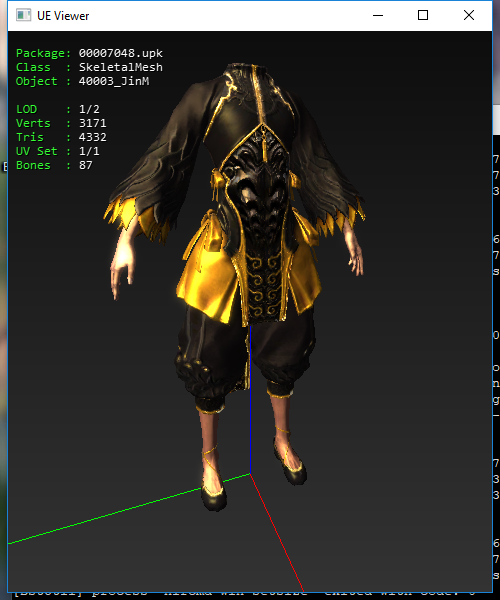 UE Viewer
Package: 00007048.upk
Class : SkeletalMesh
Object : 40003_JinM
LOD : 1/2
Verts : 3171
Tris : 4332
UV Set : 1/1
Bones : 87